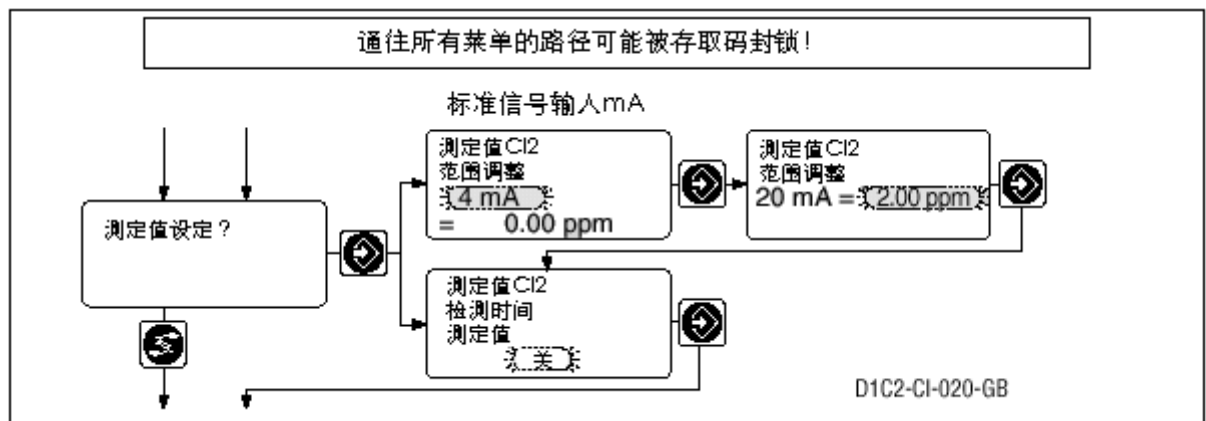 通往所有菜单的路径可能被存取码封锁!
标准信号输人mA
测定值Cl2
范围调整
4 mA
= 0.00 ppm
测定值Cl2
范围调整
20 mA = 2.00 ppm
测定值设定?
测定值Cl2
检测时间
测定值
关
D1C2-Cl-020-GB